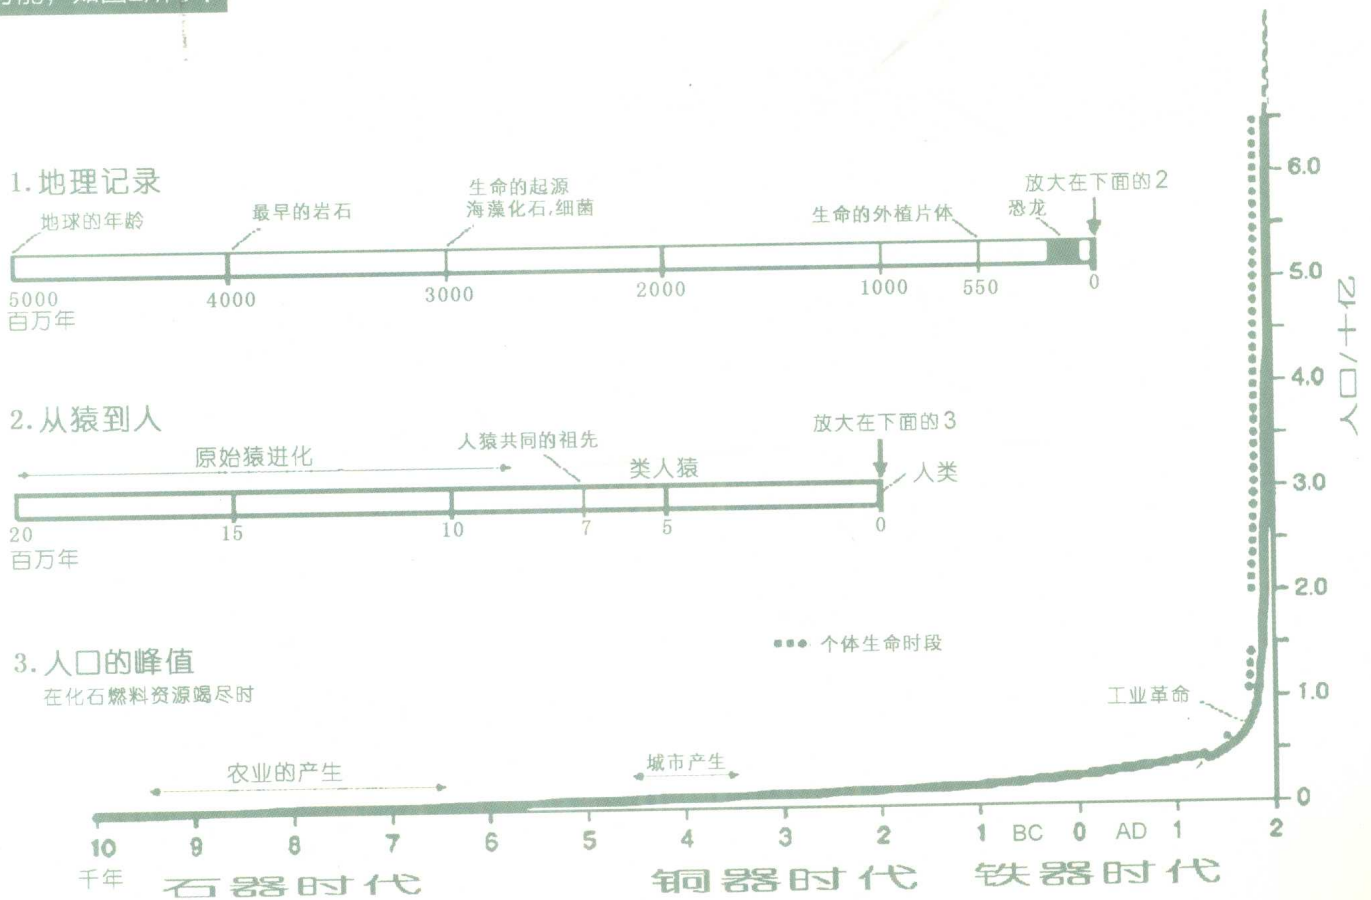 1.地理记录
地球的年龄
最早的岩石
生命的起源
海藻化石,细菌
生命的外植片体
恐龙
放大在下面的2
5000 4000 3000 2000 1000 550 0
百万年
2.从猿到人
原始猿进化
人猿共同的祖先
类人猿
放大在下面的3
人类
20 15 10 7 5 0
百万年
3.人口的峰值
在化石燃料资源竭尽时
个体生命时段
工业革命
农业的产生
城市产生
6.0
5.0
4.0
3.0
2.0
1.0
0
人口/十亿
10 9 8 7 6 5 4 3 2 1 BC 0 AD 1 2
千年
石器时代 铜器时代 铁器时代